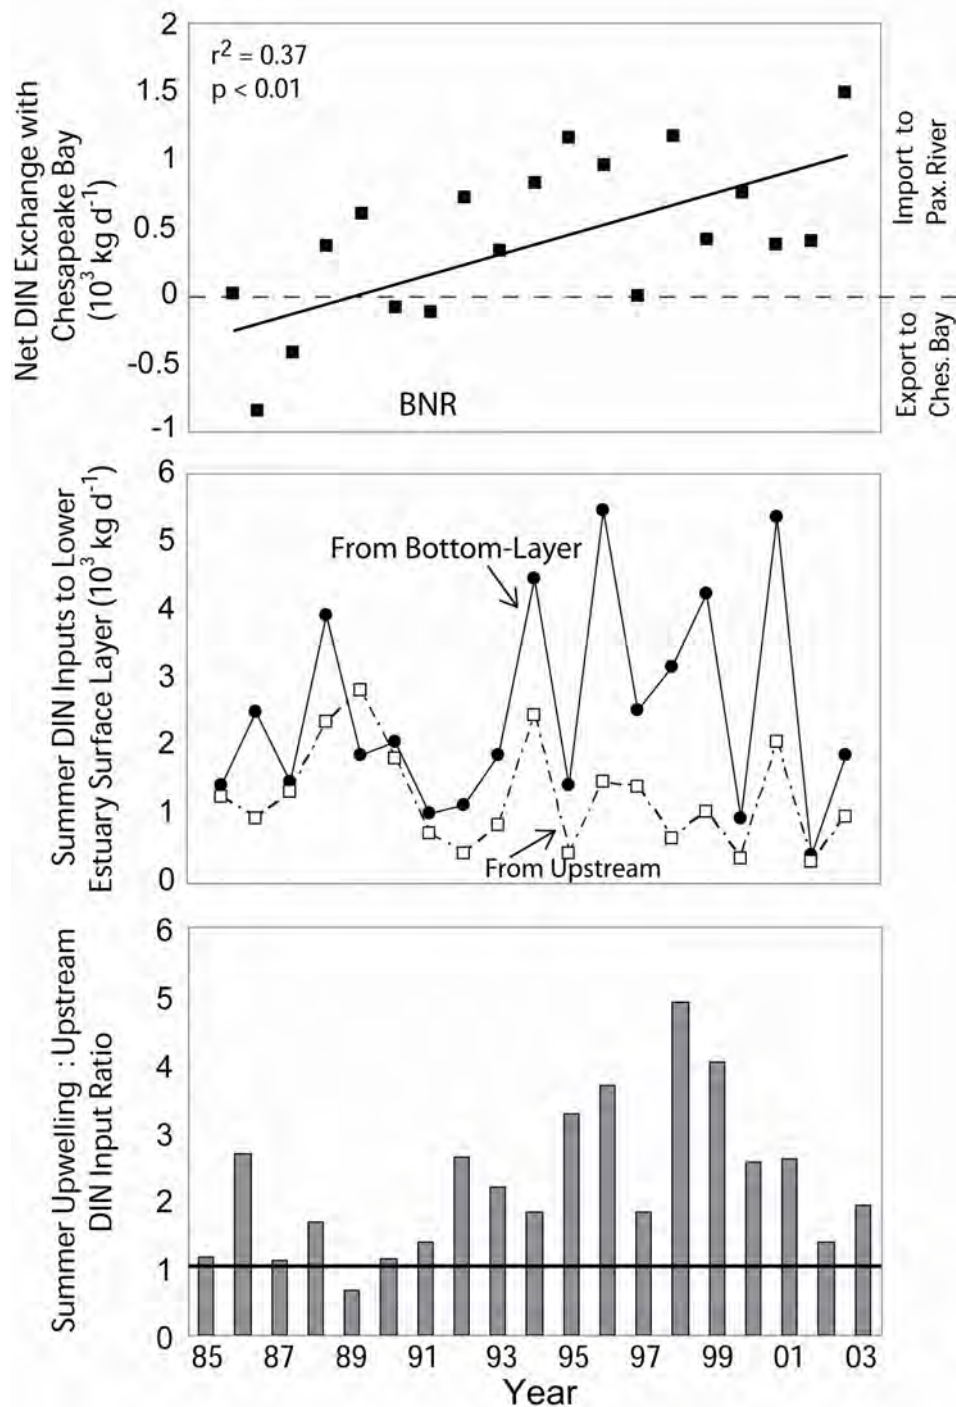 Net DIN Exchange with
Chesapeake Bay
(10³ kg d⁻¹)
2
1.5
1
0.5
0
-0.5
-1
r² = 0.37
p < 0.01
BNR
Import to
Pax. River
Export to
Ches. Bay
Summer DIN Inputs to Lower
Estuary Surface Layer (10³ kg d⁻¹)
6
5
4
3
2
1
0
From Bottom-Layer
From Upstream
Summer Upwelling : Upstream
DIN Input Ratio
6
5
4
3
2
1
0
85 87 89 91 93 95 97 99 01 03
Year